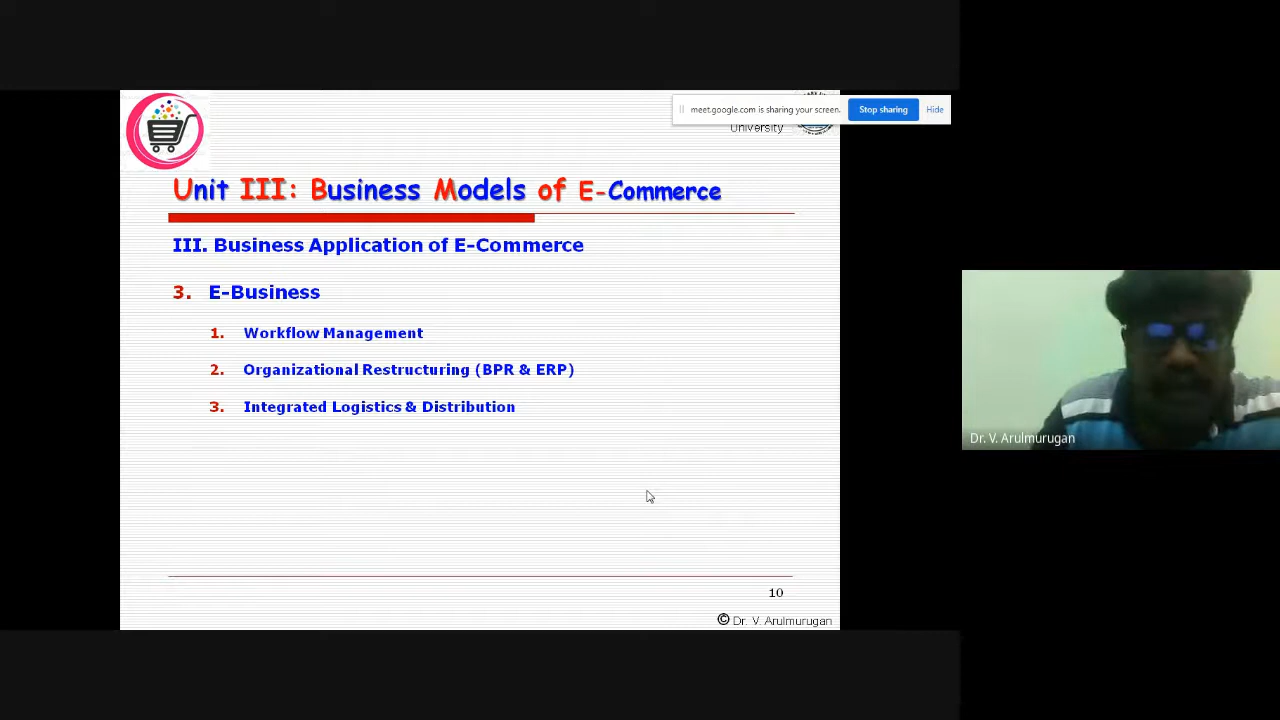 meet.google.com is sharing your screen. Stop sharing Hide
University
Unit III: Business Models of E-Commerce
III. Business Application of E-Commerce
3. E-Business
1. Workflow Management
2. Organizational Restructuring (BPR & ERP)
3. Integrated Logistics & Distribution
Dr. V. Arulmurugan
10
© Dr. V. Arulmurugan